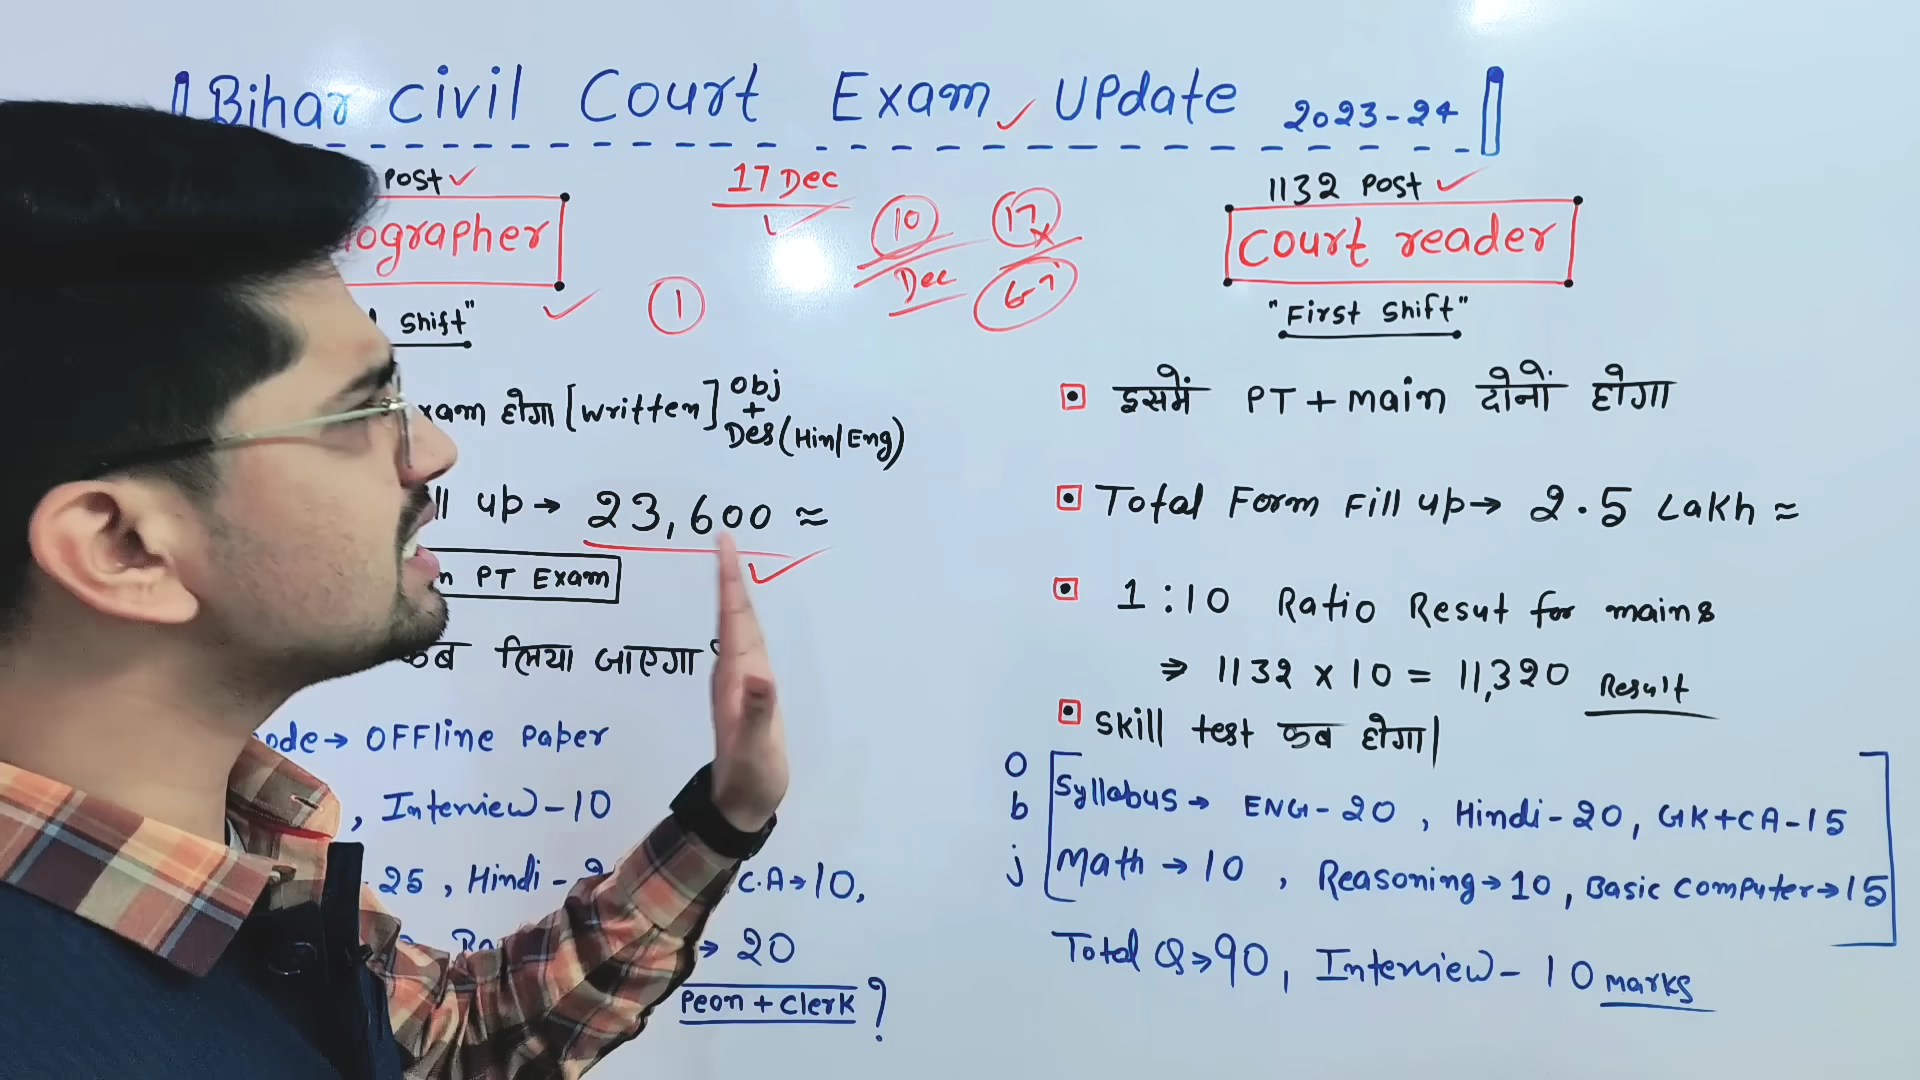 Bihar Civil Court Exam Update 2023-24
Post
ographer
Shift"
17 Dec
10
Dec
17
1
1132 Post
Court reader
"First Shift"
xam होगा [written] Obj
+
Des (Hin/Eng)
ll up → 23,600 ≈
n PT Exam
कब लिया जाएगा
ode → OFFline Paper
, Interview - 10
25 , Hindi - C.A → 10,
→ 20
Peon + Clerk ?
इसमें PT + main दोनों होगा
Total Form Fill up → 2.5 Lakh ≈
1:10 Ratio Resut for mains
⇒ 1132 x 10 = 11,320 Result
Skill test कब होगा|
Obj
Syllabus → ENG - 20 , Hindi - 20, GK+CA - 15
Math → 10 , Reasoning → 10 , Basic Computer → 15
Total Q → 90 , Interview - 10 marks